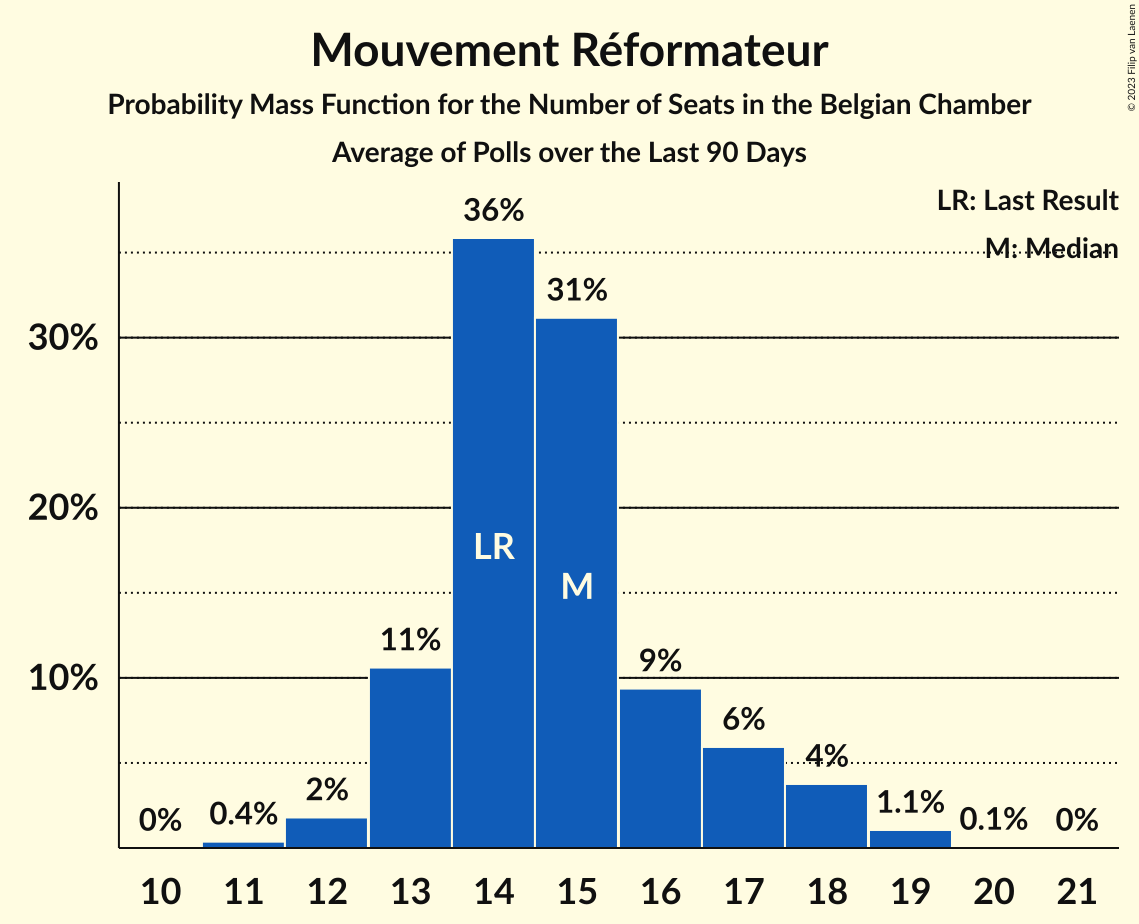 Mouvement Réformateur
Probability Mass Function for the Number of Seats in the Belgian Chamber
Average of Polls over the Last 90 Days
© 2023 Filip van Laenen
LR: Last Result
M: Median
30%
20%
10%
0%
0.4%
2%
11%
36%
31%
9%
6%
4%
1.1%
0.1%
0%
LR
M
10 11 12 13 14 15 16 17 18 19 20 21